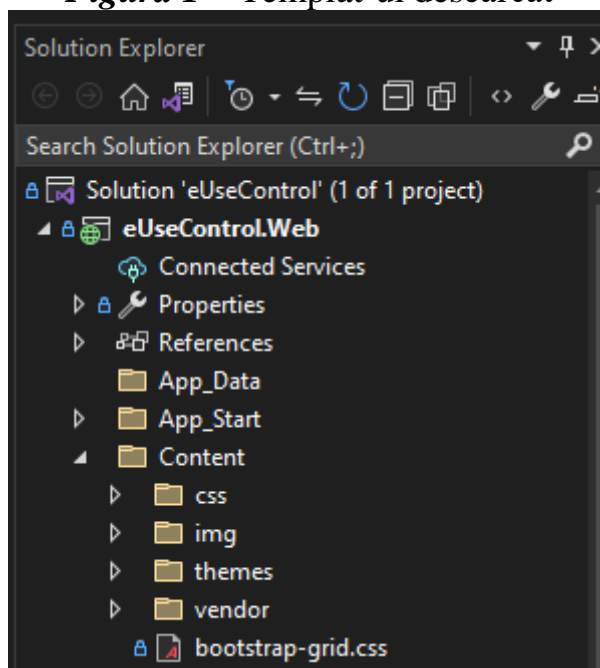 Figura 1 – Templat-ul descărcat
Solution Explorer
Search Solution Explorer (Ctrl+;)
Solution 'eUseControl' (1 of 1 project)
eUseControl.Web
Connected Services
Properties
References
App_Data
App_Start
Content
css
img
themes
vendor
bootstrap-grid.css